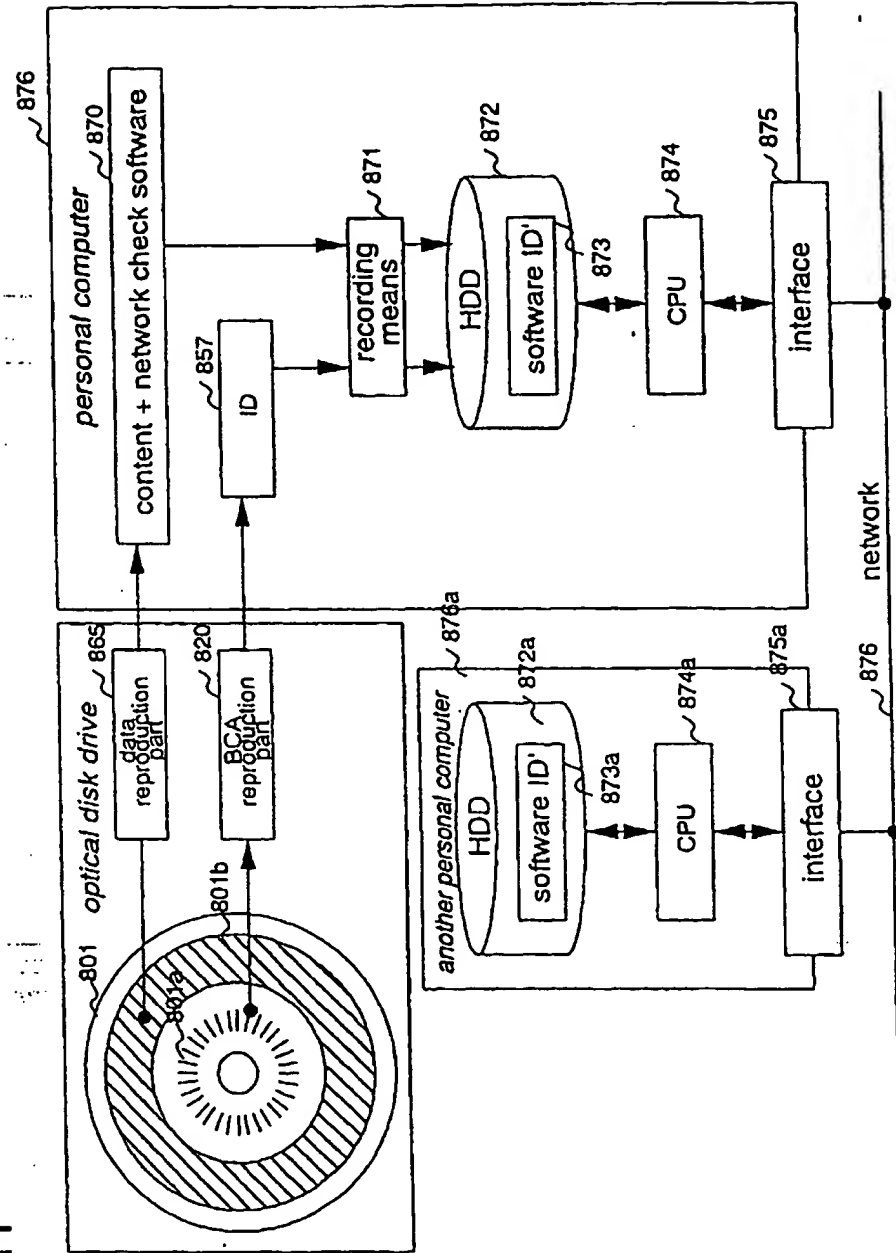 876
personal computer
870
content + network check software
857
ID
871
recording
means
872
HDD
software ID'
873
874
CPU
875
interface
network
optical disk drive
865
data
reproduction
part
820
BCA
reproduction
part
801
801b
801a
876a
another personal computer
872a
HDD
software ID'
873a
874a
CPU
875a
interface
876